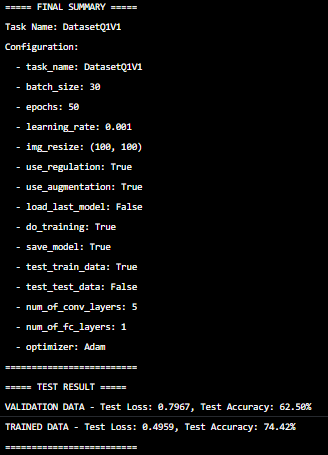 ===== FINAL SUMMARY =====
Task Name: DatasetQ1V1
Configuration:
- task_name: DatasetQ1V1
- batch_size: 30
- epochs: 50
- learning_rate: 0.001
- img_resize: (100, 100)
- use_regulation: True
- use_augmentation: True
- load_last_model: False
- do_training: True
- save_model: True
- test_train_data: True
- test_test_data: False
- num_of_conv_layers: 5
- num_of_fc_layers: 1
- optimizer: Adam
=========================
===== TEST RESULT =====
VALIDATION DATA - Test Loss: 0.7967, Test Accuracy: 62.50%
TRAINED DATA - Test Loss: 0.4959, Test Accuracy: 74.42%
=========================